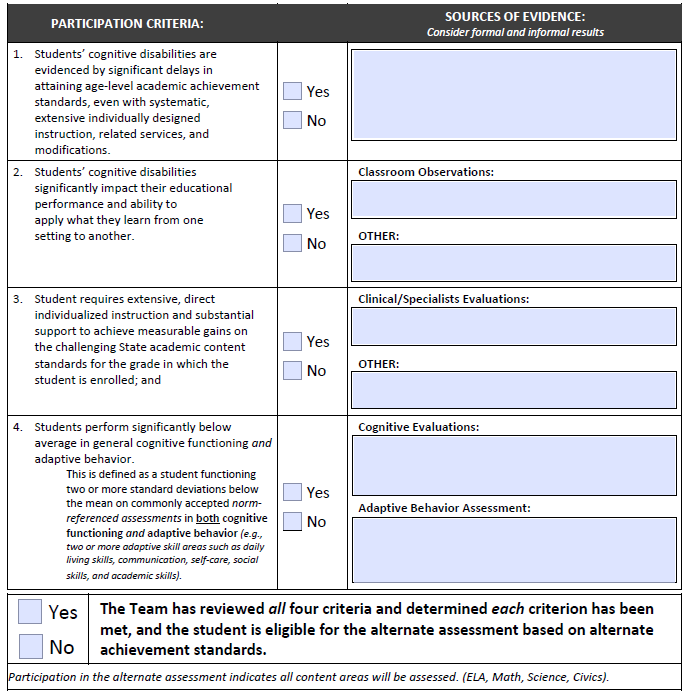 PARTICIPATION CRITERIA:
SOURCES OF EVIDENCE:
Consider formal and informal results
1. Students’ cognitive disabilities are
evidenced by significant delays in
attaining age-level academic achievement
standards, even with systematic,
extensive individually designed
instruction, related services, and
modifications.
Yes
No
2. Students’ cognitive disabilities
significantly impact their educational
performance and ability to
apply what they learn from one
setting to another.
Yes
No
Classroom Observations:
OTHER:
3. Student requires extensive, direct
individualized instruction and substantial
support to achieve measurable gains on
the challenging State academic content
standards for the grade in which the
student is enrolled; and
Yes
No
Clinical/Specialists Evaluations:
OTHER:
4. Students perform significantly below
average in general cognitive functioning and
adaptive behavior.
This is defined as a student functioning
two or more standard deviations below
the mean on commonly accepted norm-
referenced assessments in both cognitive
functioning and adaptive behavior (e.g.,
two or more adaptive skill areas such as daily
living skills, communication, self-care, social
skills, and academic skills).
Yes
No
Cognitive Evaluations:
Adaptive Behavior Assessment:
Yes
No
The Team has reviewed all four criteria and determined each criterion has been
met, and the student is eligible for the alternate assessment based on alternate
achievement standards.
Participation in the alternate assessment indicates all content areas will be assessed. (ELA, Math, Science, Civics).